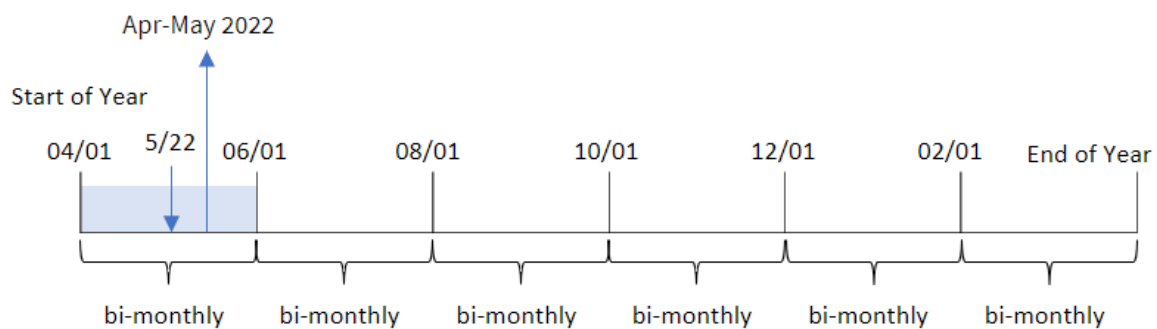 Apr-May 2022
Start of Year
04/01 5/22 06/01 08/01 10/01 12/01 02/01 End of Year
bi-monthly bi-monthly bi-monthly bi-monthly bi-monthly bi-monthly